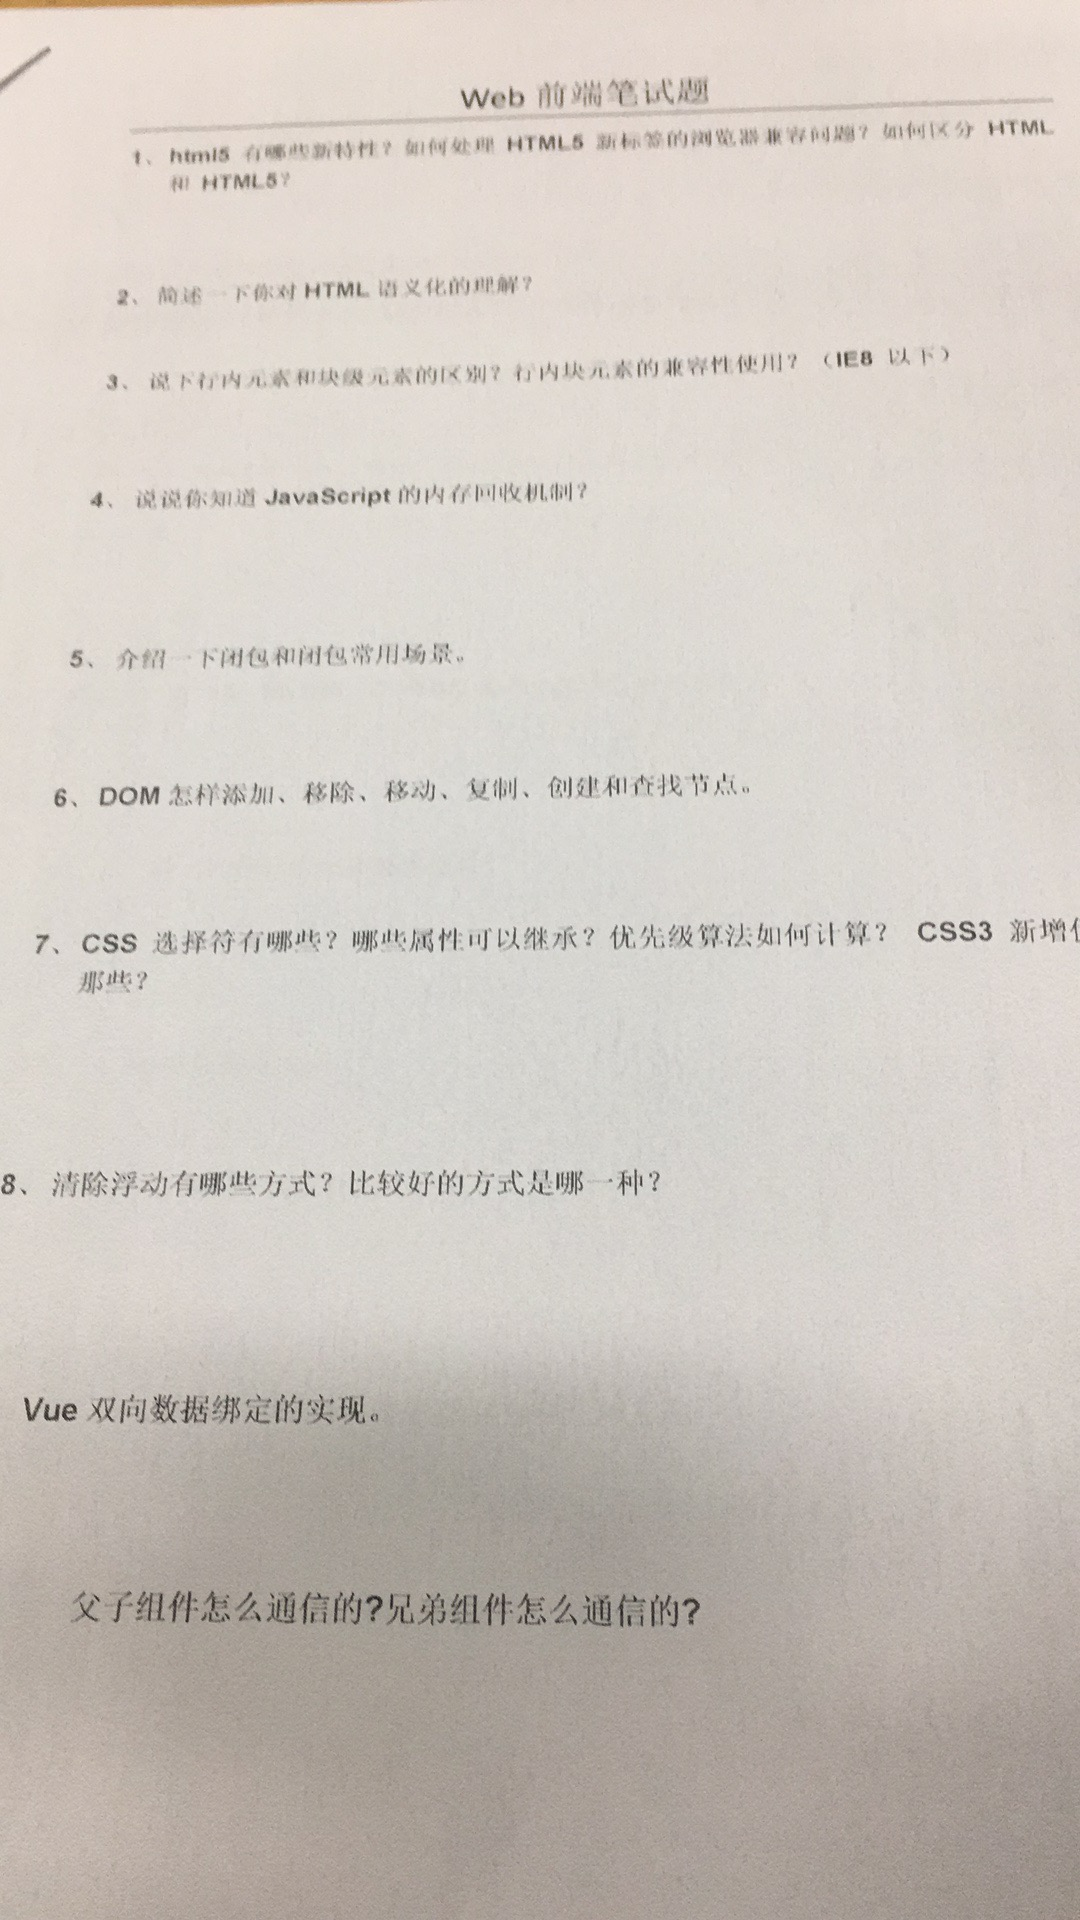 Web 前端笔试题
1、html5 有哪些新特性？如何处理 HTML5 新标签的浏览器兼容问题？如何区分 HTML
和 HTML5？
2、简述一下你对 HTML 语义化的理解？
3、说下行内元素和块级元素的区别？行内块元素的兼容性使用？（IE8 以下）
4、说说你知道 JavaScript 的内存回收机制？
5、介绍一下闭包和闭包常用场景。
6、DOM 怎样添加、移除、移动、复制、创建和查找节点。
7、CSS 选择符有哪些？哪些属性可以继承？优先级算法如何计算？ CSS3 新增
那些？
8、清除浮动有哪些方式？比较好的方式是哪一种？
Vue 双向数据绑定的实现。
父子组件怎么通信的?兄弟组件怎么通信的?